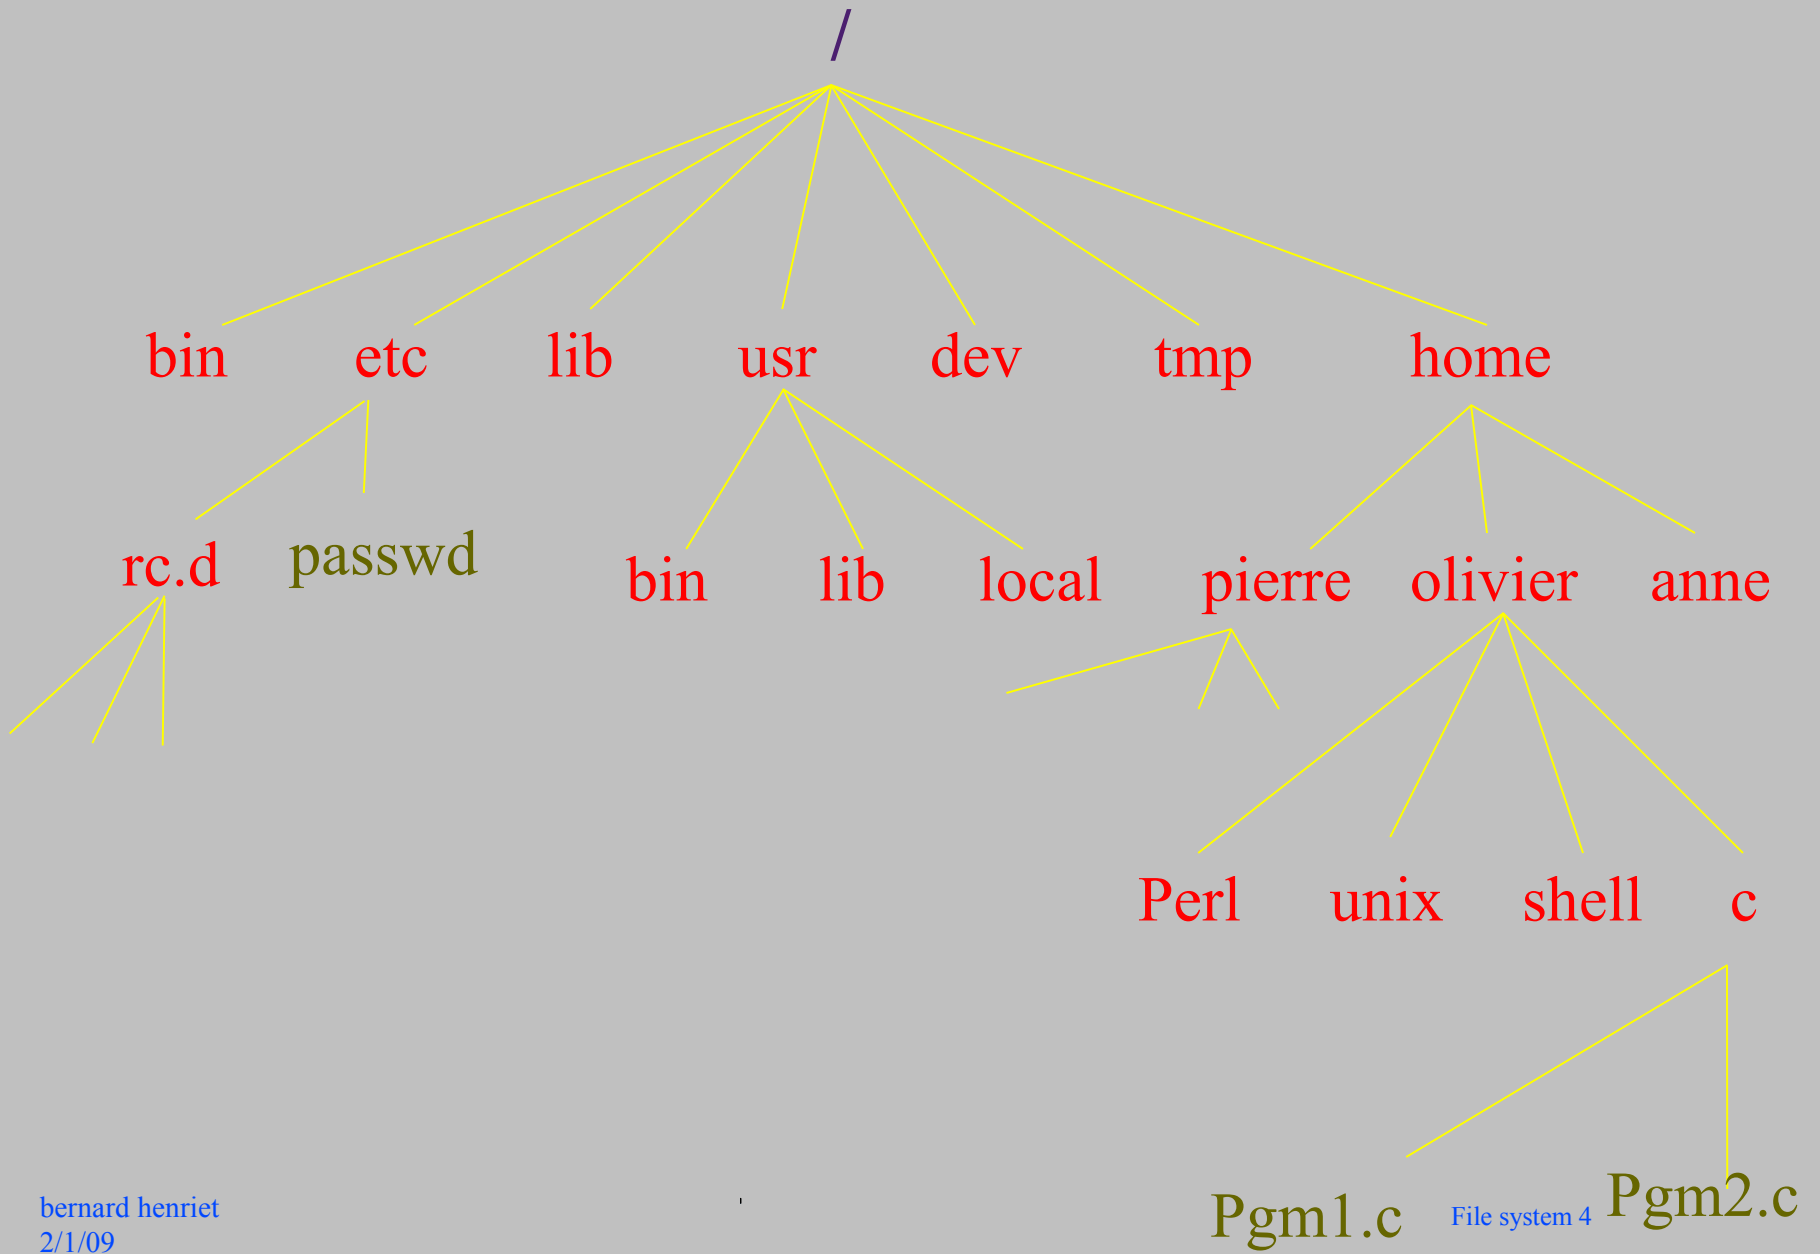 /
bin etc lib usr dev tmp home
rc.d passwd bin lib local pierre olivier anne
Perl unix shell c
Pgm1.c Pgm2.c
bernard henriet
2/1/09
'
File system 4